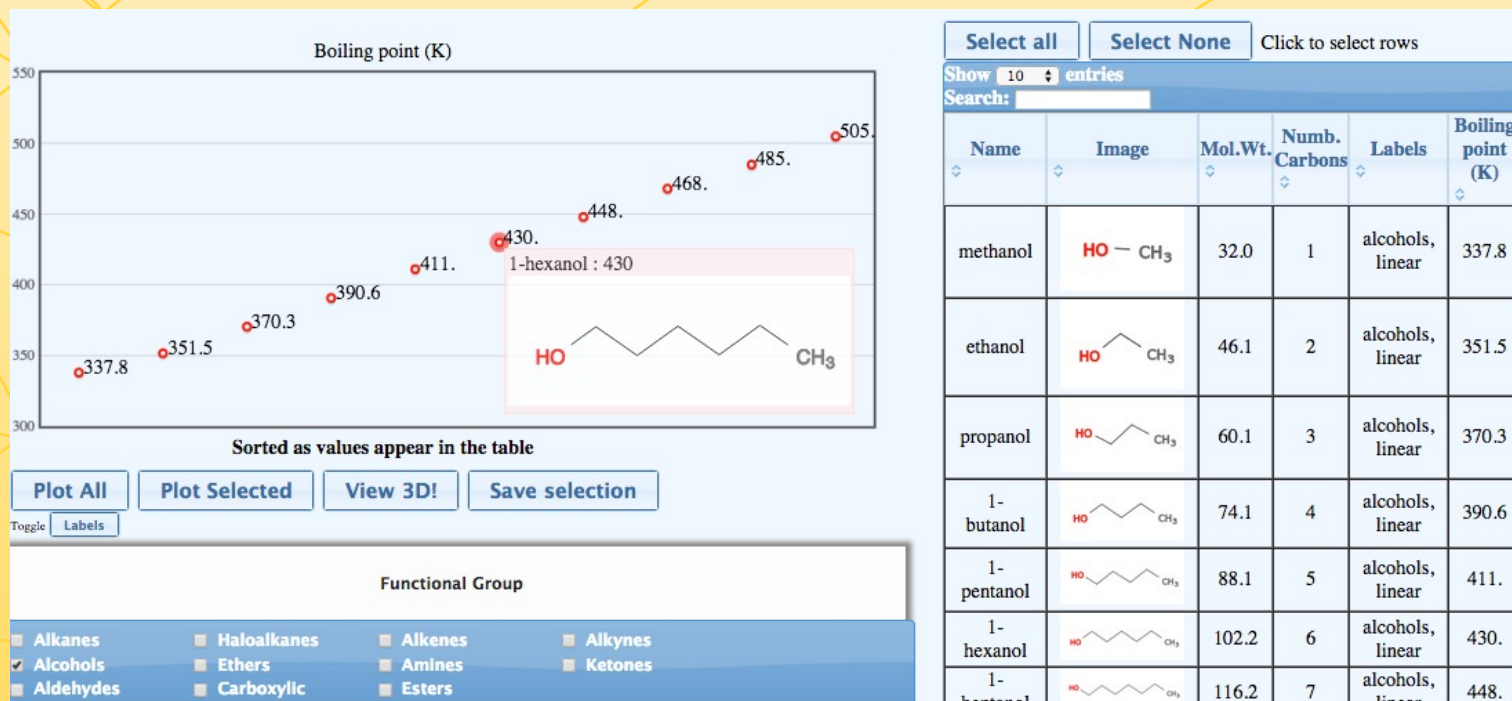 Boiling point (K)
550
500
450
400
350
300
337.8
351.5
370.3
390.6
411.
430.
448.
468.
485.
505.
1-hexanol : 430
HO CH3
Sorted as values appear in the table
Plot All Plot Selected View 3D! Save selection
Toggle Labels
Functional Group
Alkanes Haloalkanes Alkenes Alkynes
Alcohols Ethers Amines Ketones
Aldehydes Carboxylic Esters
Select all Select None Click to select rows
Show 10 entries
Search:
Name Image Mol.Wt. Numb. Carbons Labels Boiling point (K)
methanol HO CH3 32.0 1 alcohols, linear 337.8
ethanol HO CH3 46.1 2 alcohols, linear 351.5
propanol HO CH3 60.1 3 alcohols, linear 370.3
1-butanol HO CH3 74.1 4 alcohols, linear 390.6
1-pentanol HO CH3 88.1 5 alcohols, linear 411.
1-hexanol HO CH3 102.2 6 alcohols, linear 430.
1- HO CH3 116.2 7 alcohols, 448.